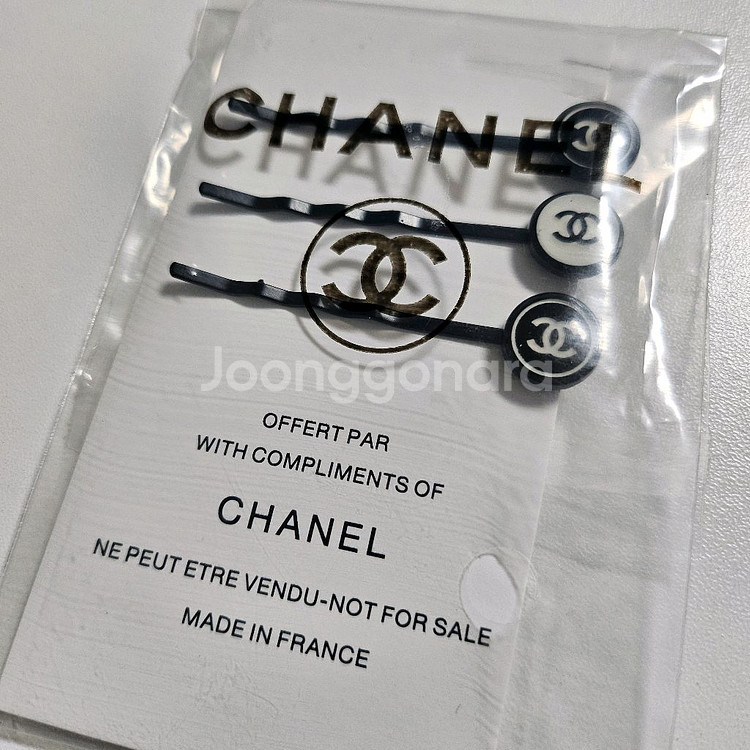 CHANEL
Joonggonara
OFFERT PAR
WITH COMPLIMENTS OF
CHANEL
NE PEUT ETRE VENDU-NOT FOR SALE
MADE IN FRANCE